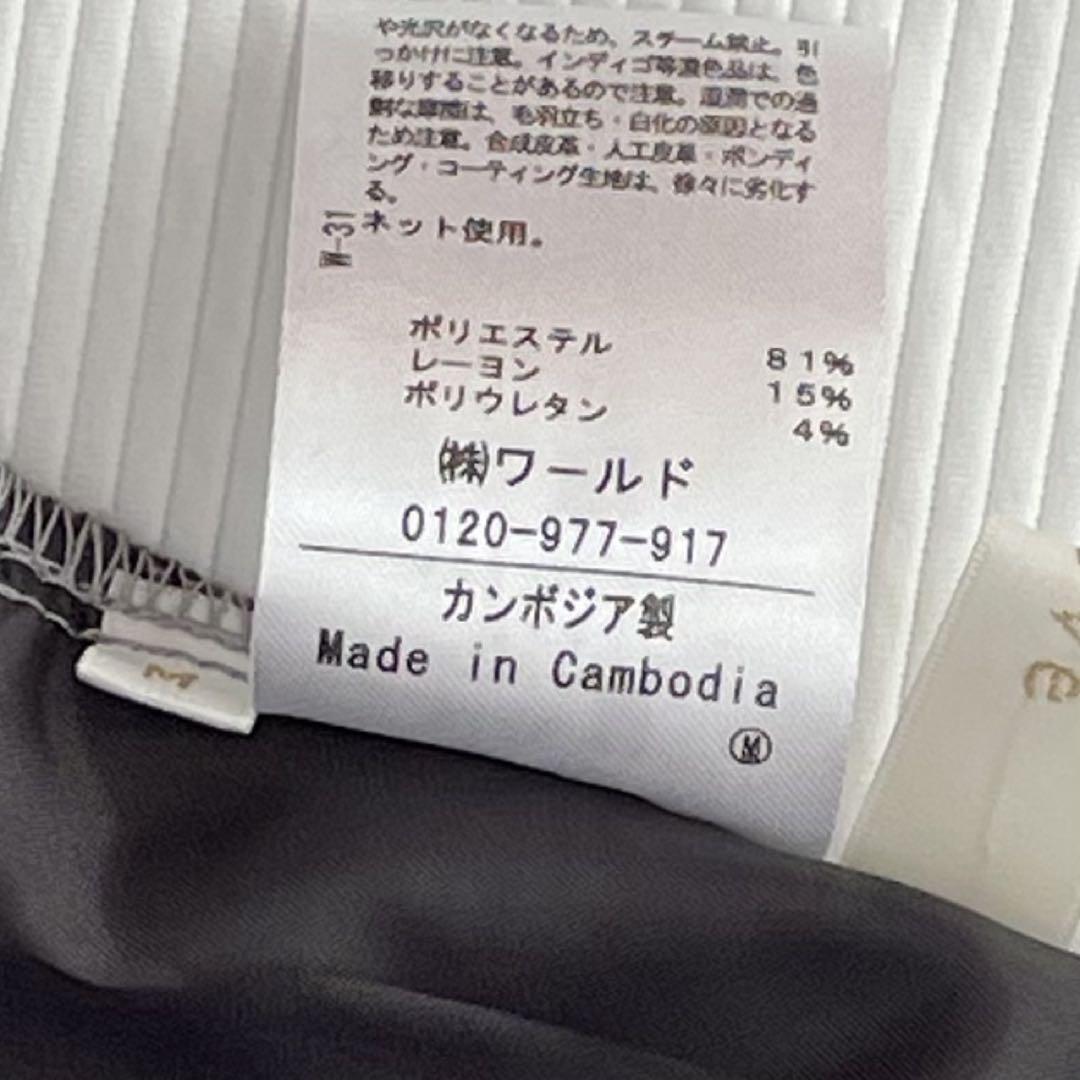 や光沢がなくなるため、スチーム禁止。引
っかけに注意。インディゴ等濃色品は、色
移りすることがあるので注意。湿潤での過
剰な摩擦は、毛羽立ち・白化の原因となる
ため注意。合成皮革・人工皮革・ボンディ
ング・コーティング生地は、徐々に劣化す
る。
ネット使用。
ポリエステル 81%
レーヨン 15%
ポリウレタン 4%
㈱ワールド
0120-977-917
カンボジア製
Made in Cambodia
Ⓜ